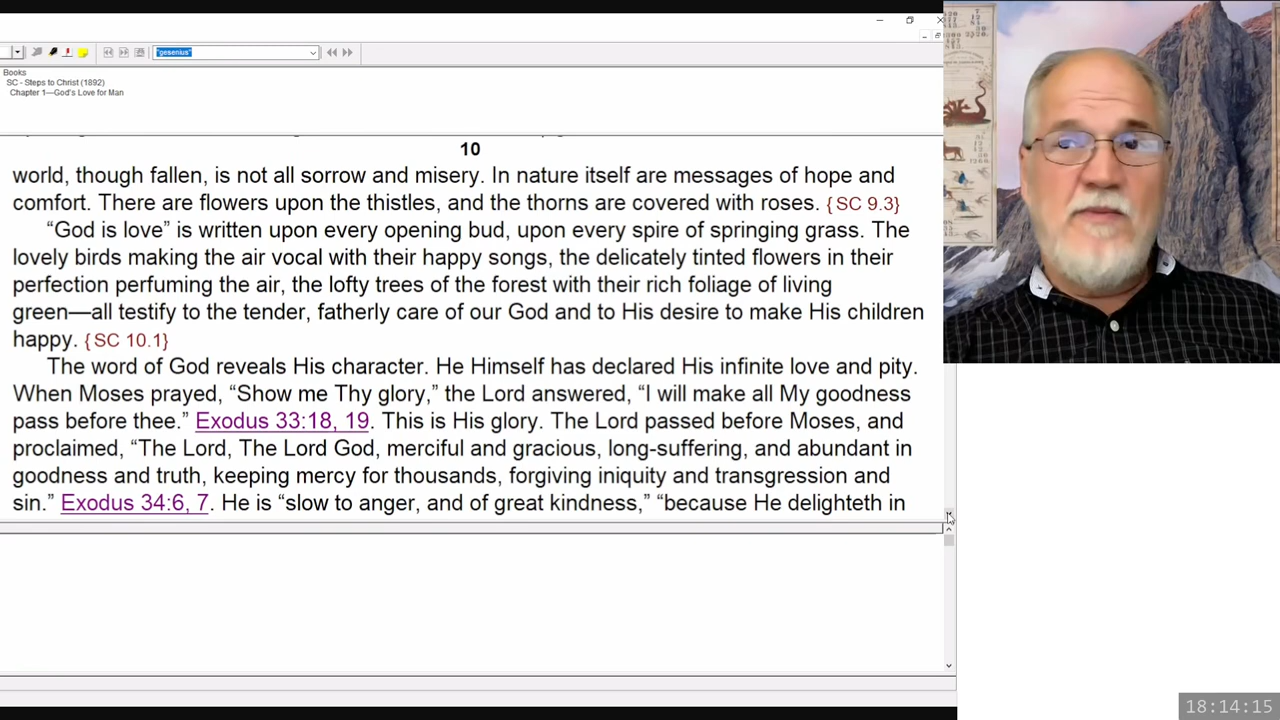 "gesenius"
Books
SC - Steps to Christ (1892)
Chapter 1—God's Love for Man
10
world, though fallen, is not all sorrow and misery. In nature itself are messages of hope and
comfort. There are flowers upon the thistles, and the thorns are covered with roses. {SC 9.3}
“God is love” is written upon every opening bud, upon every spire of springing grass. The
lovely birds making the air vocal with their happy songs, the delicately tinted flowers in their
perfection perfuming the air, the lofty trees of the forest with their rich foliage of living
green—all testify to the tender, fatherly care of our God and to His desire to make His children
happy. {SC 10.1}
The word of God reveals His character. He Himself has declared His infinite love and pity.
When Moses prayed, “Show me Thy glory,” the Lord answered, “I will make all My goodness
pass before thee.” Exodus 33:18, 19. This is His glory. The Lord passed before Moses, and
proclaimed, “The Lord, The Lord God, merciful and gracious, long-suffering, and abundant in
goodness and truth, keeping mercy for thousands, forgiving iniquity and transgression and
sin.” Exodus 34:6, 7. He is “slow to anger, and of great kindness,” “because He delighteth in
18:14:15